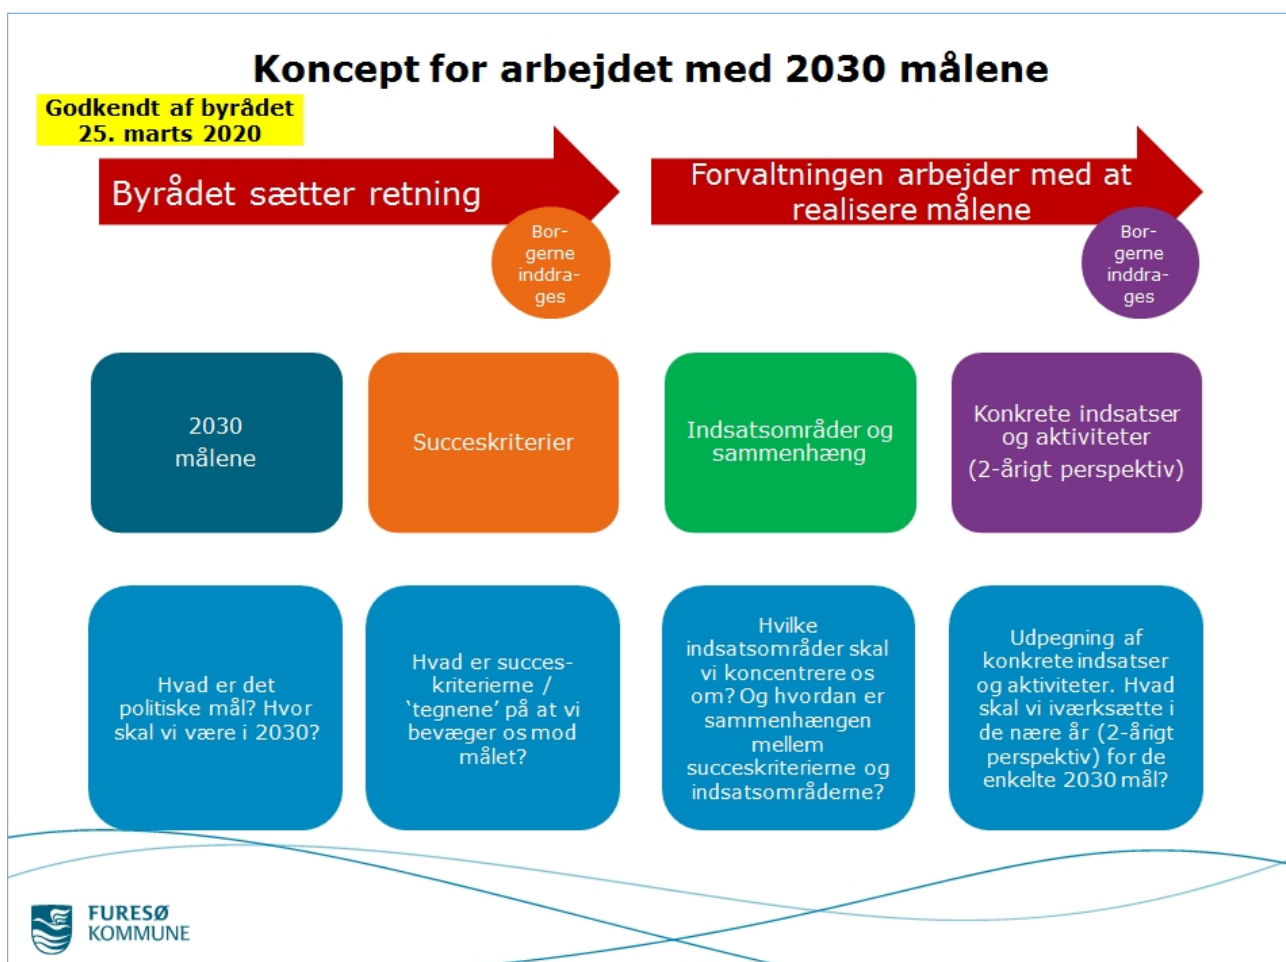 Koncept for arbejdet med 2030 målene
Godkendt af byrådet
25. marts 2020
Byrådet sætter retning
Bor-
gerne
inddra-
ges
Forvaltningen arbejder med at
realisere målene
Bor-
gerne
inddra-
ges
2030
målene
Succeskriterier
Indsatsområder og
sammenhæng
Konkrete indsatser
og aktiviteter
(2-årigt perspektiv)
Hvad er det
politiske mål? Hvor
skal vi være i 2030?
Hvad er succes-
kriterierne /
‘tegnene’ på at vi
bevæger os mod
målet?
Hvilke
indsatsområder skal
vi koncentrere os
om? Og hvordan er
sammenhængen
mellem
succeskriterierne og
indsatsområderne?
Udpegning af
konkrete indsatser
og aktiviteter. Hvad
skal vi iværksætte i
de nære år (2-årigt
perspektiv) for de
enkelte 2030 mål?
FURESØ
KOMMUNE